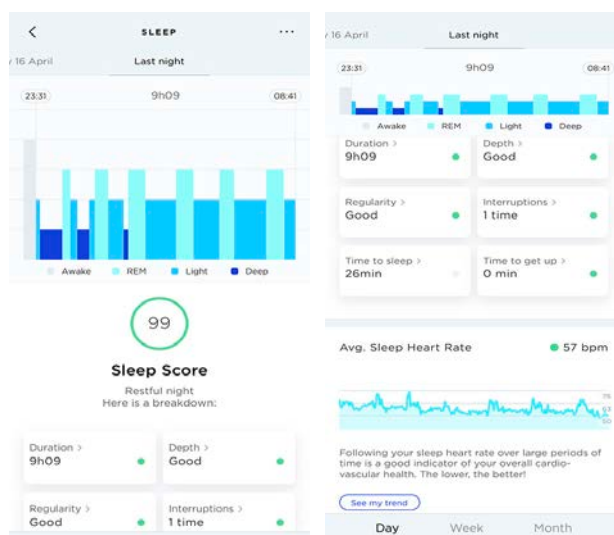 SLEEP
16 April
Last night
23:31
9h09
08:41
Awake
REM
Light
Deep
99
Sleep Score
Restful night
Here is a breakdown:
Duration >
9h09
Depth >
Good
Regularity >
Good
Interruptions >
1 time
16 April
Last night
23:31
9h09
08:41
Awake
REM
Light
Deep
Duration >
9h09
Depth >
Good
Regularity >
Good
Interruptions >
1 time
Time to sleep >
26min
Time to get up >
0 min
Avg. Sleep Heart Rate
57 bpm
75
50
Following your sleep heart rate over large periods of
time is a good indicator of your overall cardio-
vascular health. The lower, the better!
See my trend
Day
Week
Month